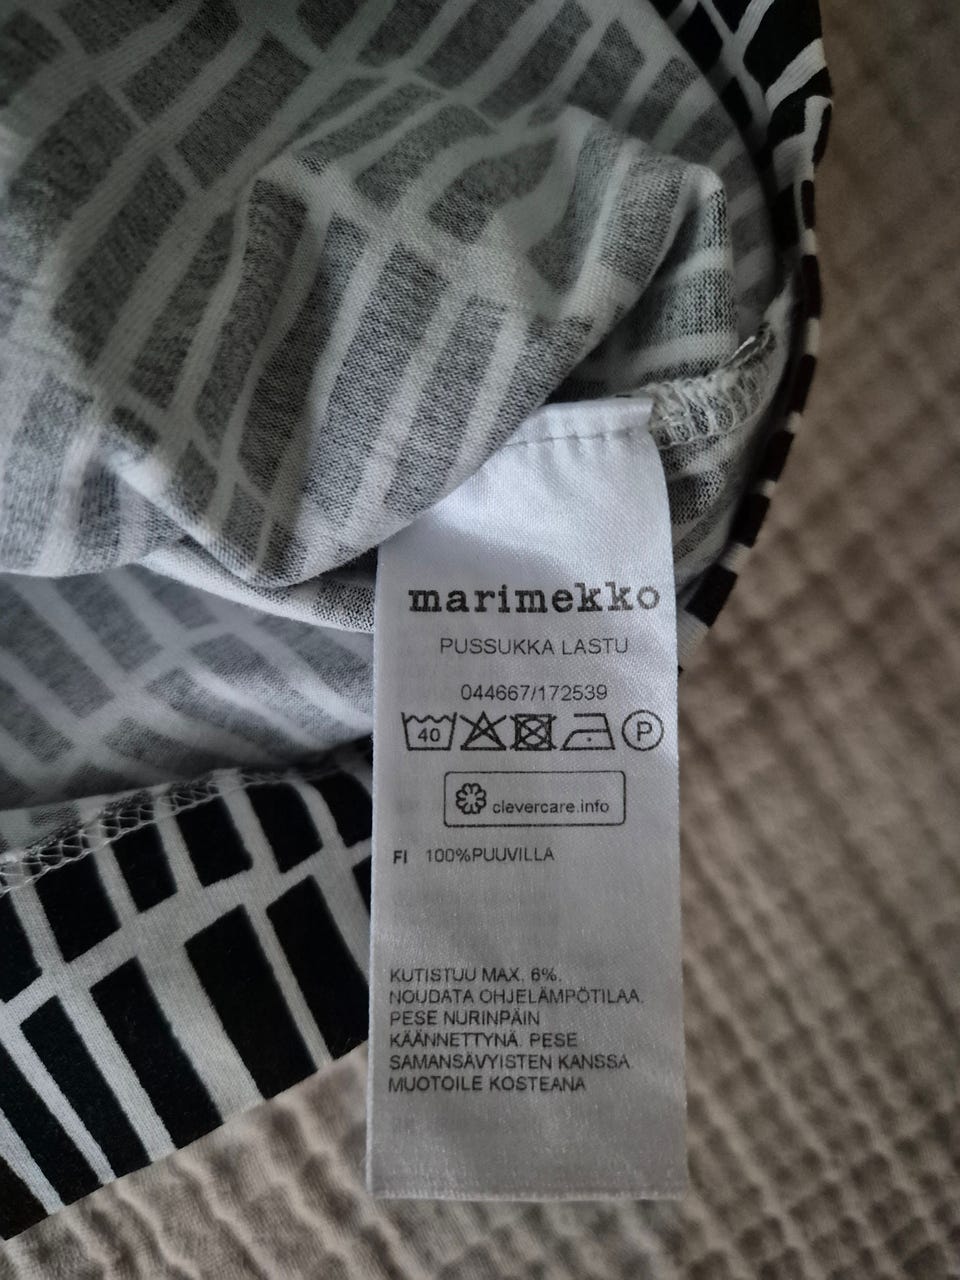 marimekko
PUSSUKKA LASTU
044667/172539
40 P
clevercare.info
FI 100%PUUVILLA
KUTISTUU MAX. 6%.
NOUDATA OHJELÄMPÖTILAA.
PESE NURINPÄIN
KÄÄNNETTYNÄ. PESE
SAMANSÄVYISTEN KANSSA.
MUOTOILE KOSTEANA